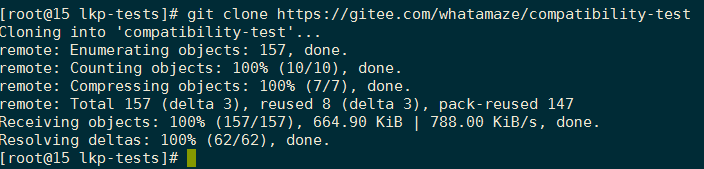 [root@15 lkp-tests]# git clone https://gitee.com/whatamaze/compatibility-test
Cloning into 'compatibility-test'...
remote: Enumerating objects: 157, done.
remote: Counting objects: 100% (10/10), done.
remote: Compressing objects: 100% (7/7), done.
remote: Total 157 (delta 3), reused 8 (delta 3), pack-reused 147
Receiving objects: 100% (157/157), 664.90 KiB | 788.00 KiB/s, done.
Resolving deltas: 100% (62/62), done.
[root@15 lkp-tests]#